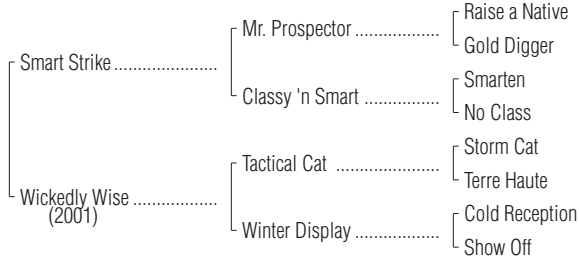 Raise a Native
Mr. Prospector ....................
Gold Digger
Smart Strike .....................
Smarten
Classy 'n Smart ..................
No Class
Storm Cat
Tactical Cat .........................
Terre Haute
Wickedly Wise .................
(2001)
Cold Reception
Winter Display ....................
Show Off